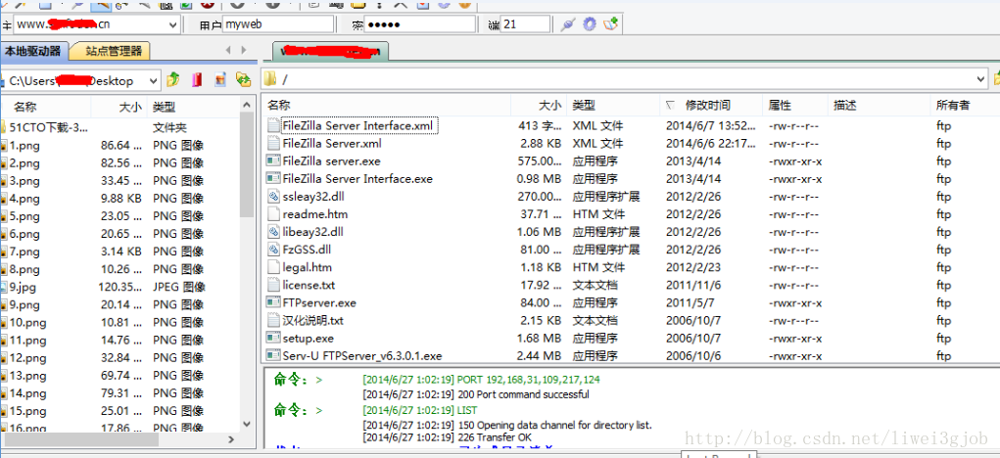 主 www. .cn 用户 myweb 密 ●●●●● 端 21
本地驱动器 站点管理器
C:\Users\ Desktop
/
名称 大小 类型
51CTO下载-3... 文件夹
1.png 86.64 ... PNG 图像
2.png 82.56 ... PNG 图像
3.png 33.45 ... PNG 图像
4.png 9.88 KB PNG 图像
5.png 23.05 ... PNG 图像
6.png 20.65 ... PNG 图像
7.png 3.14 KB PNG 图像
8.png 10.26 ... PNG 图像
9.jpg 120.35... JPEG 图像
9.png 20.14 ... PNG 图像
10.png 10.81 ... PNG 图像
11.png 14.76 ... PNG 图像
12.png 32.84 ... PNG 图像
13.png 69.74 ... PNG 图像
14.png 79.31 ... PNG 图像
15.png 25.01 ... PNG 图像
16.png 17.86 ... PNG 图像
名称 大小 类型 修改时间 属性 描述 所有者
FileZilla Server Interface.xml 413 字... XML 文件 2014/6/7 13:52... -rw-r--r-- ftp
FileZilla Server.xml 2.88 KB XML 文件 2014/6/6 22:17... -rw-r--r-- ftp
FileZilla server.exe 575.00... 应用程序 2013/4/14 -rwxr-xr-x ftp
FileZilla Server Interface.exe 0.98 MB 应用程序 2013/4/14 -rwxr-xr-x ftp
ssleay32.dll 270.00... 应用程序扩展 2012/2/26 -rw-r--r-- ftp
readme.htm 37.71 ... HTM 文件 2012/2/26 -rw-r--r-- ftp
libeay32.dll 1.06 MB 应用程序扩展 2012/2/26 -rw-r--r-- ftp
FzGSS.dll 81.00 ... 应用程序扩展 2012/2/26 -rw-r--r-- ftp
legal.htm 1.18 KB HTM 文件 2012/2/23 -rw-r--r-- ftp
license.txt 17.92 ... 文本文档 2011/11/6 -rw-r--r-- ftp
FTPserver.exe 84.00 ... 应用程序 2011/5/7 -rwxr-xr-x ftp
汉化说明.txt 2.15 KB 文本文档 2006/10/7 -rw-r--r-- ftp
setup.exe 1.68 MB 应用程序 2006/10/7 -rwxr-xr-x ftp
Serv-U FTPServer_v6.3.0.1.exe 2.44 MB 应用程序 2006/10/6 -rwxr-xr-x ftp
命令: > [2014/6/27 1:02:19] PORT 192,168,31,109,217,124
[2014/6/27 1:02:19] 200 Port command successful
命令: > [2014/6/27 1:02:19] LIST
[2014/6/27 1:02:19] 150 Opening data channel for directory list.
[2014/6/27 1:02:19] 226 Transfer OK
http://blog.csdn.net/liwei3gjob